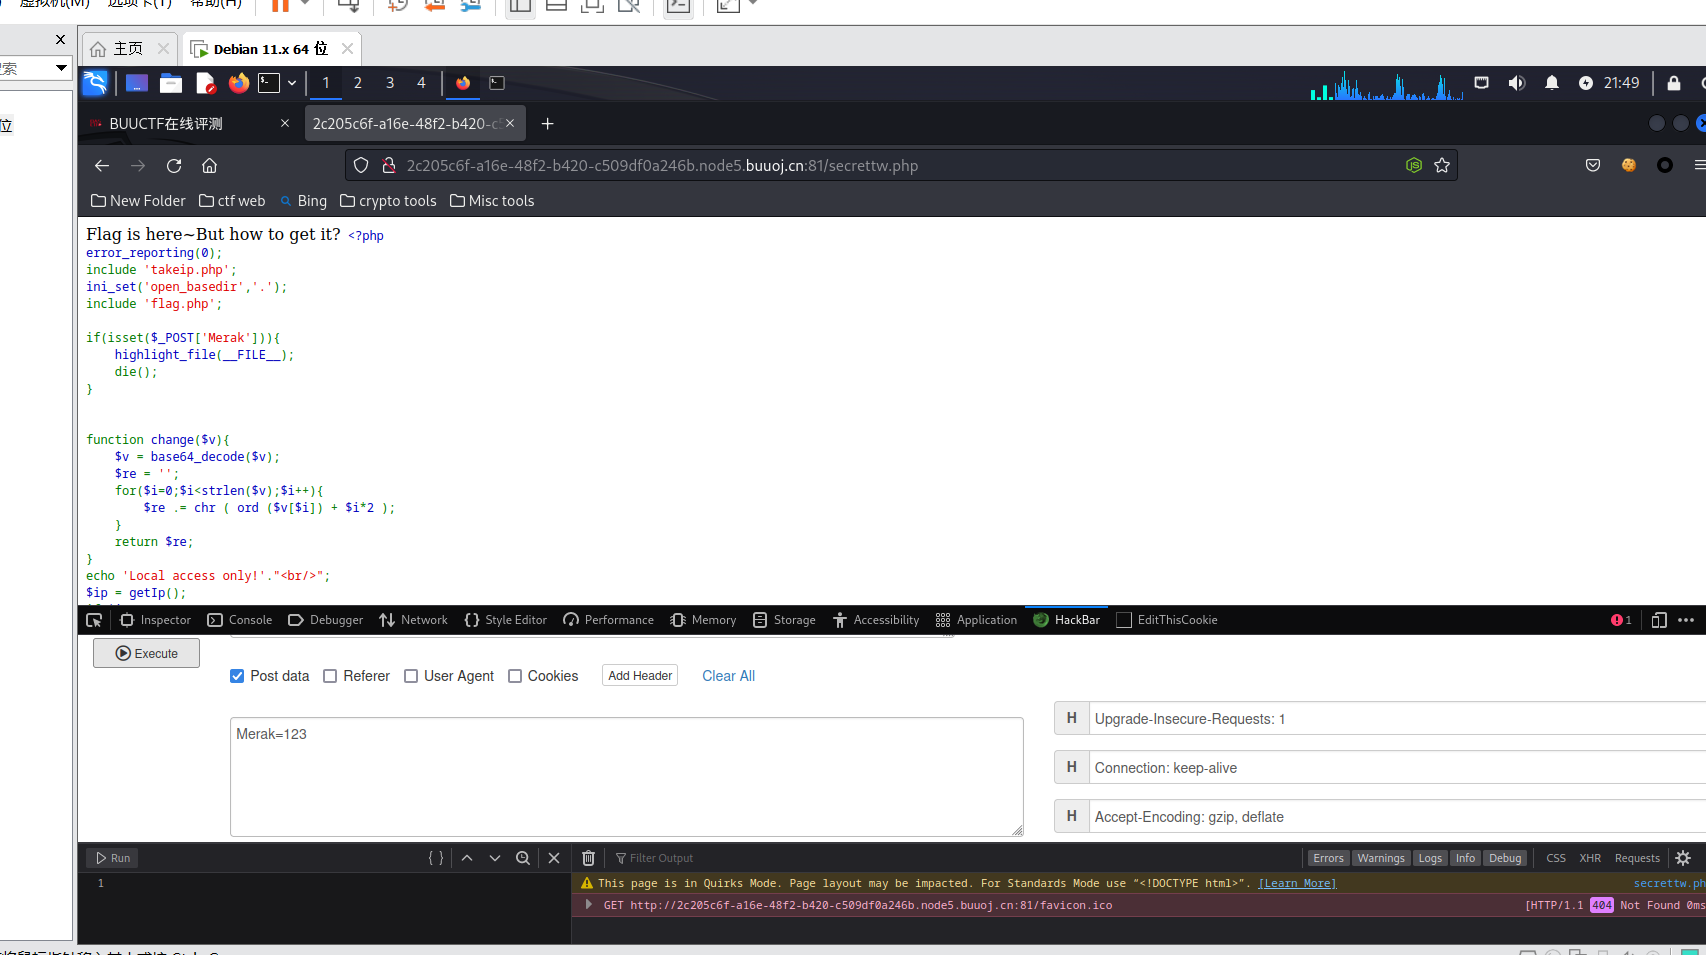 虚拟机(M) 选项卡(T) 帮助(H)
主页
Debian 11.x 64 位
索
位
1 2 3 4
21:49
BUUCTF在线评测
2c205c6f-a16e-48f2-b420-c5
2c205c6f-a16e-48f2-b420-c509df0a246b.node5.buuoj.cn:81/secrettw.php
New Folder ctf web Bing crypto tools Misc tools
Flag is here~But how to get it? <?php
error_reporting(0);
include 'takeip.php';
ini_set('open_basedir','.');
include 'flag.php';
if(isset($_POST['Merak'])){
highlight_file(__FILE__);
die();
}
function change($v){
$v = base64_decode($v);
$re = '';
for($i=0;$i<strlen($v);$i++){
$re .= chr ( ord ($v[$i]) + $i*2 );
}
return $re;
}
echo 'Local access only!'."<br/>";
$ip = getIp();
Inspector Console Debugger Network Style Editor Performance Memory Storage Accessibility Application HackBar EditThisCookie 1
Execute
Post data Referer User Agent Cookies Add Header Clear All
Merak=123
H Upgrade-Insecure-Requests: 1
H Connection: keep-alive
H Accept-Encoding: gzip, deflate
Run { } Filter Output Errors Warnings Logs Info Debug CSS XHR Requests
1
This page is in Quirks Mode. Page layout may be impacted. For Standards Mode use “<!DOCTYPE html>”. [Learn More] secrettw.ph
GET http://2c205c6f-a16e-48f2-b420-c509df0a246b.node5.buuoj.cn:81/favicon.ico [HTTP/1.1 404 Not Found 0ms